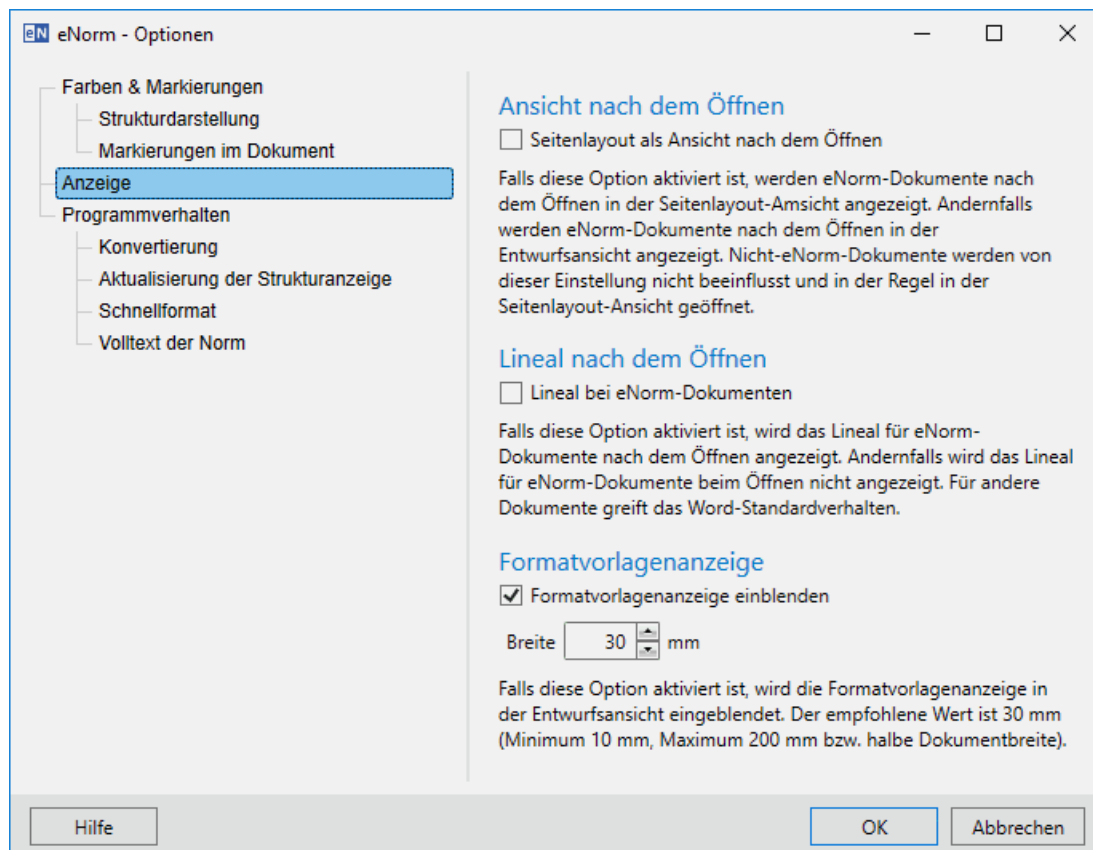 eN eNorm - Optionen
Farben & Markierungen
Strukturdarstellung
Markierungen im Dokument
Anzeige
Programmverhalten
Konvertierung
Aktualisierung der Strukturanzeige
Schnellformat
Volltext der Norm
Ansicht nach dem Öffnen
Seitenlayout als Ansicht nach dem Öffnen
Falls diese Option aktiviert ist, werden eNorm-Dokumente nach
dem Öffnen in der Seitenlayout-Amsicht angezeigt. Andernfalls
werden eNorm-Dokumente nach dem Öffnen in der
Entwurfsansicht angezeigt. Nicht-eNorm-Dokumente werden von
dieser Einstellung nicht beeinflusst und in der Regel in der
Seitenlayout-Ansicht geöffnet.
Lineal nach dem Öffnen
Lineal bei eNorm-Dokumenten
Falls diese Option aktiviert ist, wird das Lineal für eNorm-
Dokumente nach dem Öffnen angezeigt. Andernfalls wird das Lineal
für eNorm-Dokumente beim Öffnen nicht angezeigt. Für andere
Dokumente greift das Word-Standardverhalten.
Formatvorlagenanzeige
Formatvorlagenanzeige einblenden
Breite 30 mm
Falls diese Option aktiviert ist, wird die Formatvorlagenanzeige in
der Entwurfsansicht eingeblendet. Der empfohlene Wert ist 30 mm
(Minimum 10 mm, Maximum 200 mm bzw. halbe Dokumentbreite).
Hilfe OK Abbrechen